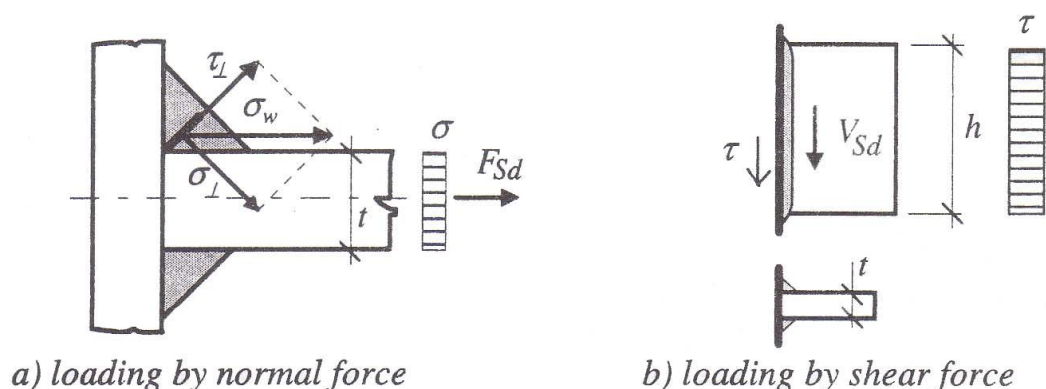 τ⊥
σw
σ
FSd
σ⊥
t
a) loading by normal force
τ
h
VSd
τ
t
b) loading by shear force